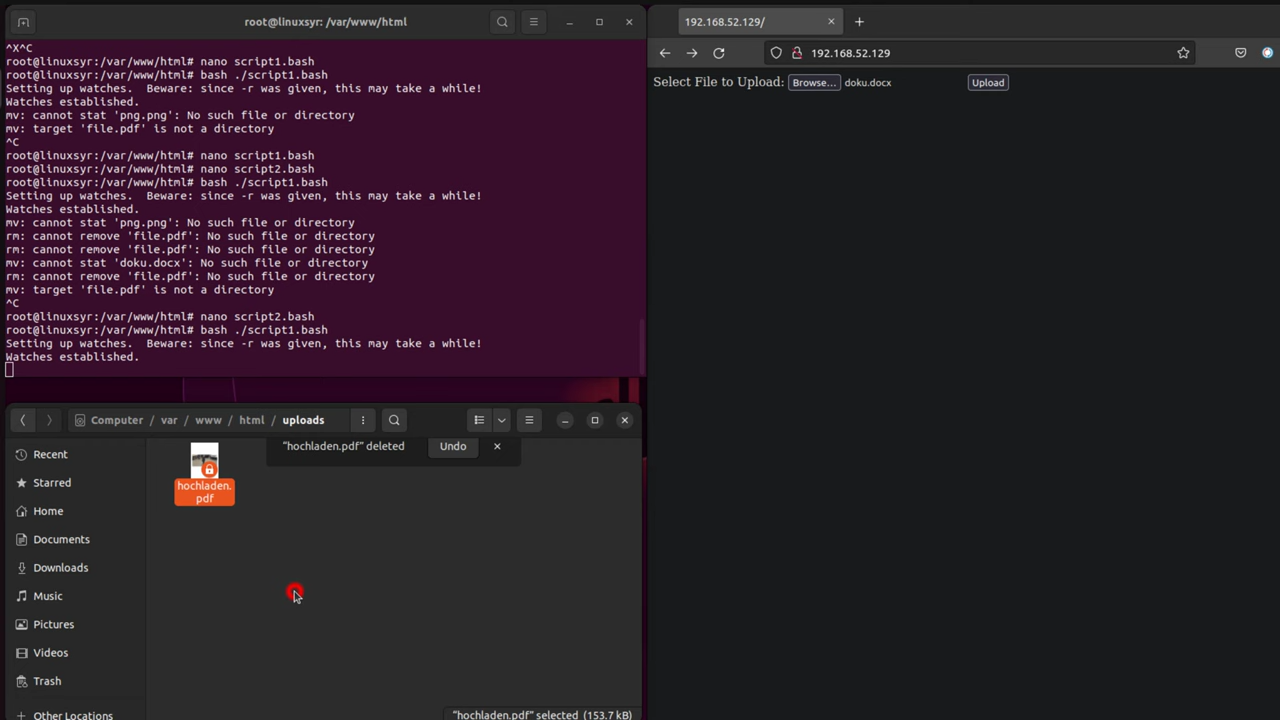 root@linuxsyr: /var/www/html
^X^C
root@linuxsyr:/var/www/html# nano script1.bash
root@linuxsyr:/var/www/html# bash ./script1.bash
Setting up watches.  Beware: since -r was given, this may take a while!
Watches established.
mv: cannot stat 'png.png': No such file or directory
mv: target 'file.pdf' is not a directory
^C
root@linuxsyr:/var/www/html# nano script1.bash
root@linuxsyr:/var/www/html# nano script2.bash
root@linuxsyr:/var/www/html# bash ./script1.bash
Setting up watches.  Beware: since -r was given, this may take a while!
Watches established.
mv: cannot stat 'png.png': No such file or directory
rm: cannot remove 'file.pdf': No such file or directory
rm: cannot remove 'file.pdf': No such file or directory
mv: cannot stat 'doku.docx': No such file or directory
rm: cannot remove 'file.pdf': No such file or directory
mv: target 'file.pdf' is not a directory
^C
root@linuxsyr:/var/www/html# nano script2.bash
root@linuxsyr:/var/www/html# bash ./script1.bash
Setting up watches.  Beware: since -r was given, this may take a while!
Watches established.
192.168.52.129/
192.168.52.129
Select File to Upload: Browse... doku.docx Upload
Computer / var / www / html / uploads
"hochladen.pdf" deleted Undo
Recent
Starred
Home
Documents
Downloads
Music
Pictures
Videos
Trash
Other Locations
hochladen.
pdf
"hochladen.pdf" selected (153.7 kB)